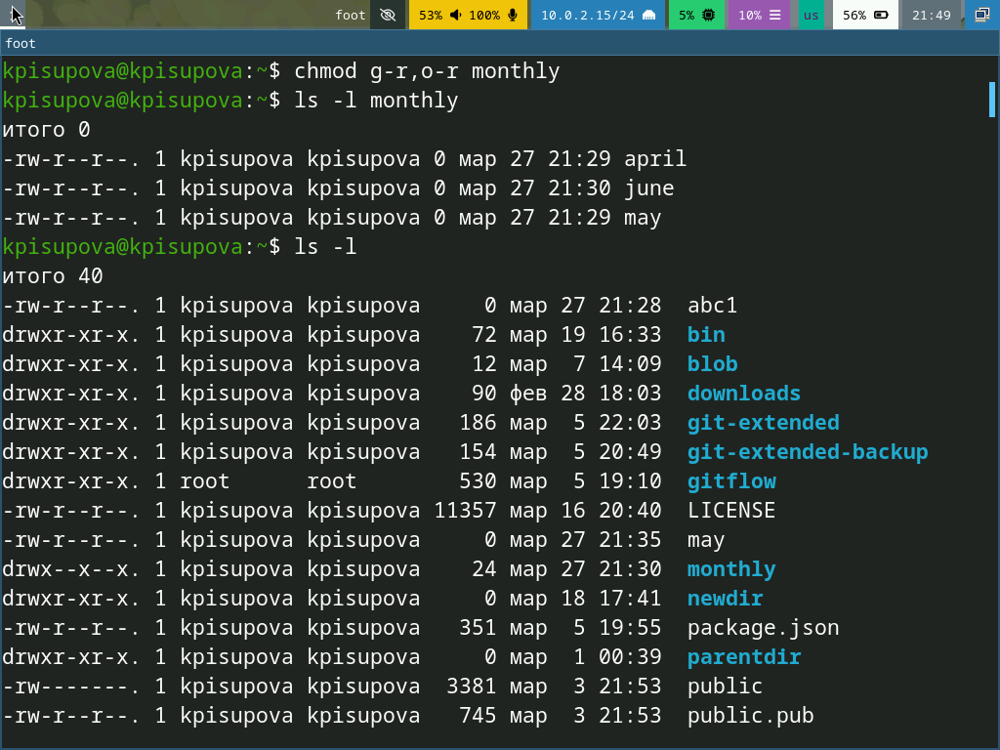 foot 53% 100% 10.0.2.15/24 5% 10% us 56% 21:49
foot
kpisupova@kpisupova:~$ chmod g-r,o-r monthly
kpisupova@kpisupova:~$ ls -l monthly
итого 0
-rw-r--r--. 1 kpisupova kpisupova 0 мар 27 21:29 april
-rw-r--r--. 1 kpisupova kpisupova 0 мар 27 21:30 june
-rw-r--r--. 1 kpisupova kpisupova 0 мар 27 21:29 may
kpisupova@kpisupova:~$ ls -l
итого 40
-rw-r--r--. 1 kpisupova kpisupova     0 мар 27 21:28  abc1
drwxr-xr-x. 1 kpisupova kpisupova    72 мар 19 16:33  bin
drwxr-xr-x. 1 kpisupova kpisupova    12 мар  7 14:09  blob
drwxr-xr-x. 1 kpisupova kpisupova    90 фев 28 18:03  downloads
drwxr-xr-x. 1 kpisupova kpisupova   186 мар  5 22:03  git-extended
drwxr-xr-x. 1 kpisupova kpisupova   154 мар  5 20:49  git-extended-backup
drwxr-xr-x. 1 root      root        530 мар  5 19:10  gitflow
-rw-r--r--. 1 kpisupova kpisupova 11357 мар 16 20:40  LICENSE
-rw-r--r--. 1 kpisupova kpisupova     0 мар 27 21:35  may
drwx--x--x. 1 kpisupova kpisupova    24 мар 27 21:30  monthly
drwxr-xr-x. 1 kpisupova kpisupova     0 мар 18 17:41  newdir
-rw-r--r--. 1 kpisupova kpisupova   351 мар  5 19:55  package.json
drwxr-xr-x. 1 kpisupova kpisupova     0 мар  1 00:39  parentdir
-rw-------. 1 kpisupova kpisupova  3381 мар  3 21:53  public
-rw-r--r--. 1 kpisupova kpisupova   745 мар  3 21:53  public.pub